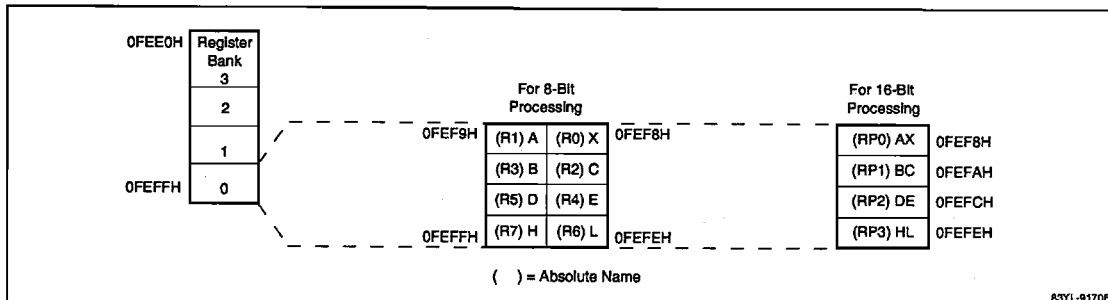 0FEE0H
Register
Bank
3
2
1
0
0FEFFH
For 8-Bit
Processing
0FEF9H (R1) A (R0) X 0FEF8H
(R3) B (R2) C
(R5) D (R4) E
0FEFFH (R7) H (R6) L 0FEFEH
For 16-Bit
Processing
(RP0) AX 0FEF8H
(RP1) BC 0FEFAH
(RP2) DE 0FEFCH
(RP3) HL 0FEFEH
( ) = Absolute Name